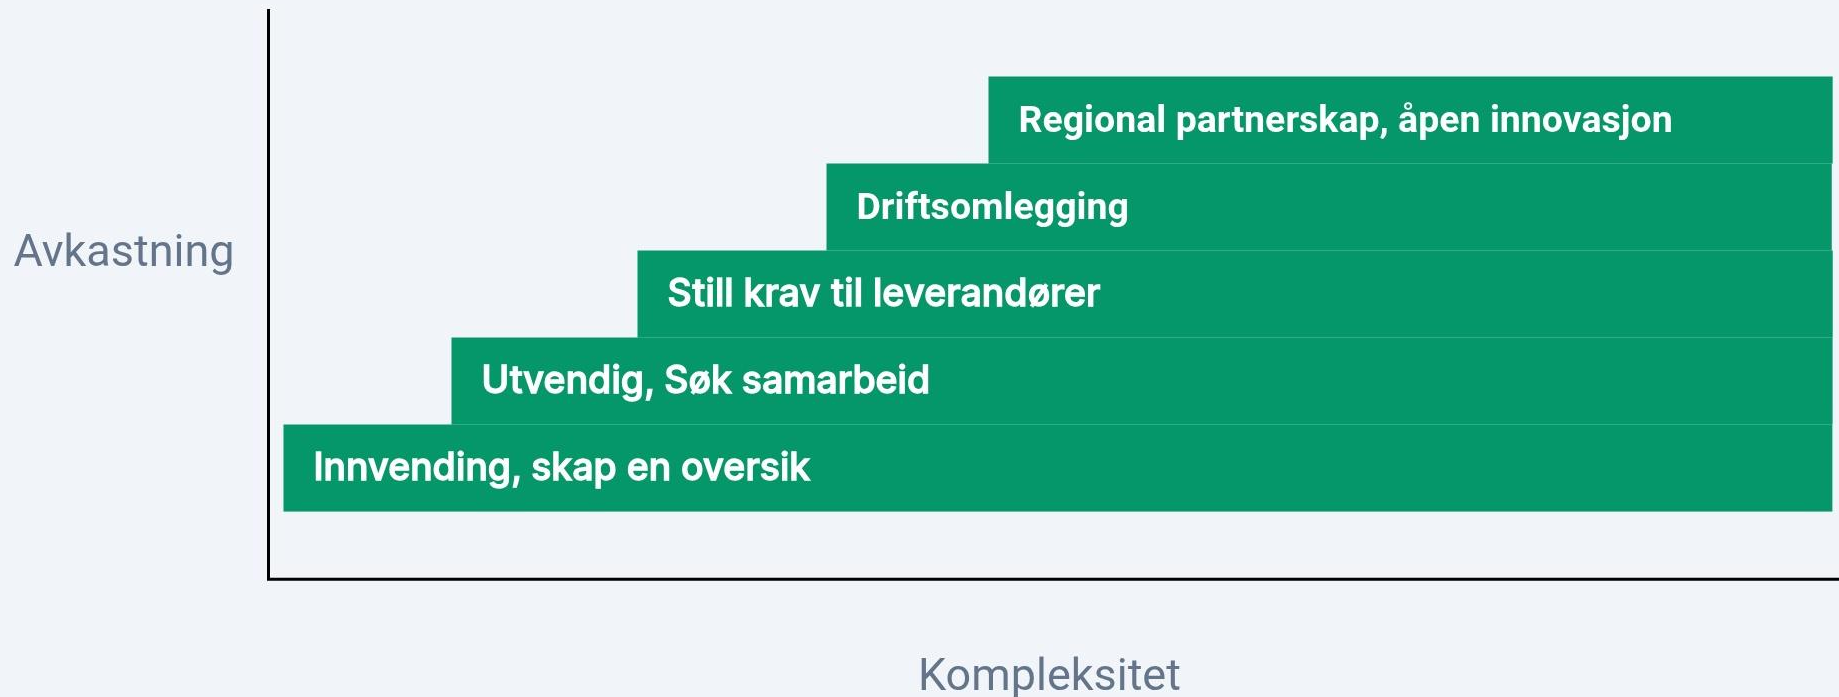 Regional partnerskap, åpen innovasjon
Driftsomlegging
Avkastning
Still krav til leverandører
Utvendig, Søk samarbeid
Innvending, skap en oversik
Kompleksitet